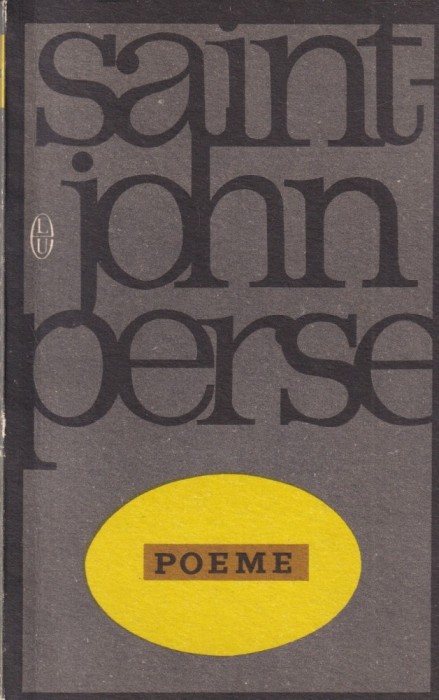 saint-
john
perse
L
U
POEME